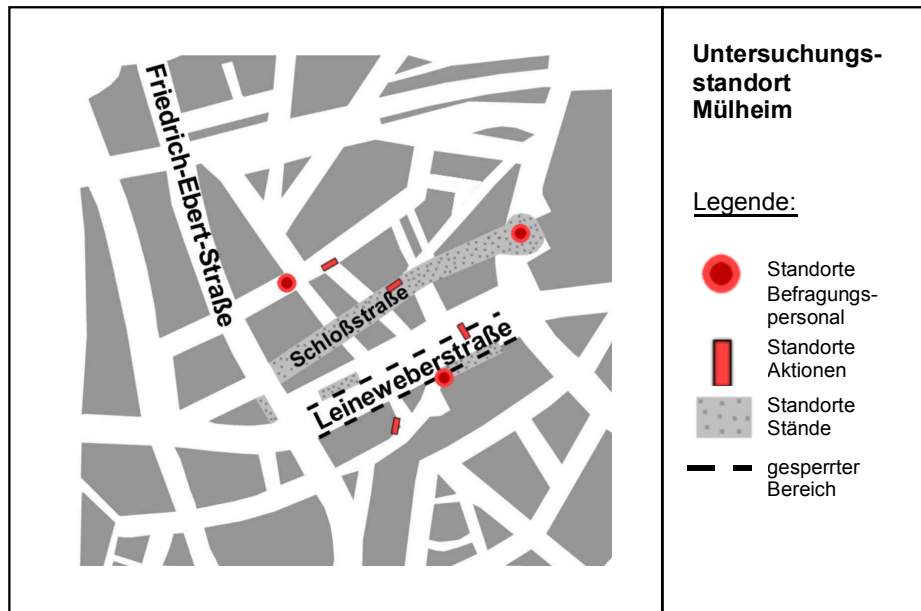 Friedrich-Ebert-Straße
Schloßstraße
Leineweberstraße
Untersuchungs-
standort
Mülheim
Legende:
Standorte
Befragungs-
personal
Standorte
Aktionen
Standorte
Stände
gesperrter
Bereich